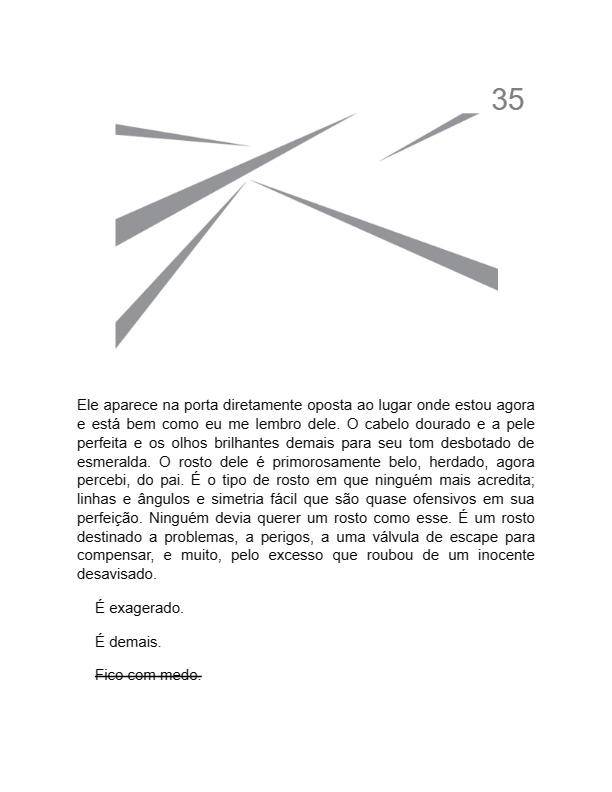 35
Ele aparece na porta diretamente oposta ao lugar onde estou agora
e está bem como eu me lembro dele. O cabelo dourado e a pele
perfeita e os olhos brilhantes demais para seu tom desbotado de
esmeralda. O rosto dele é primorosamente belo, herdado, agora
percebi, do pai. É o tipo de rosto em que ninguém mais acredita;
linhas e ângulos e simetria fácil que são quase ofensivos em sua
perfeição. Ninguém devia querer um rosto como esse. É um rosto
destinado a problemas, a perigos, a uma válvula de escape para
compensar, e muito, pelo excesso que roubou de um inocente
desavisado.
É exagerado.
É demais.
Fico com medo.